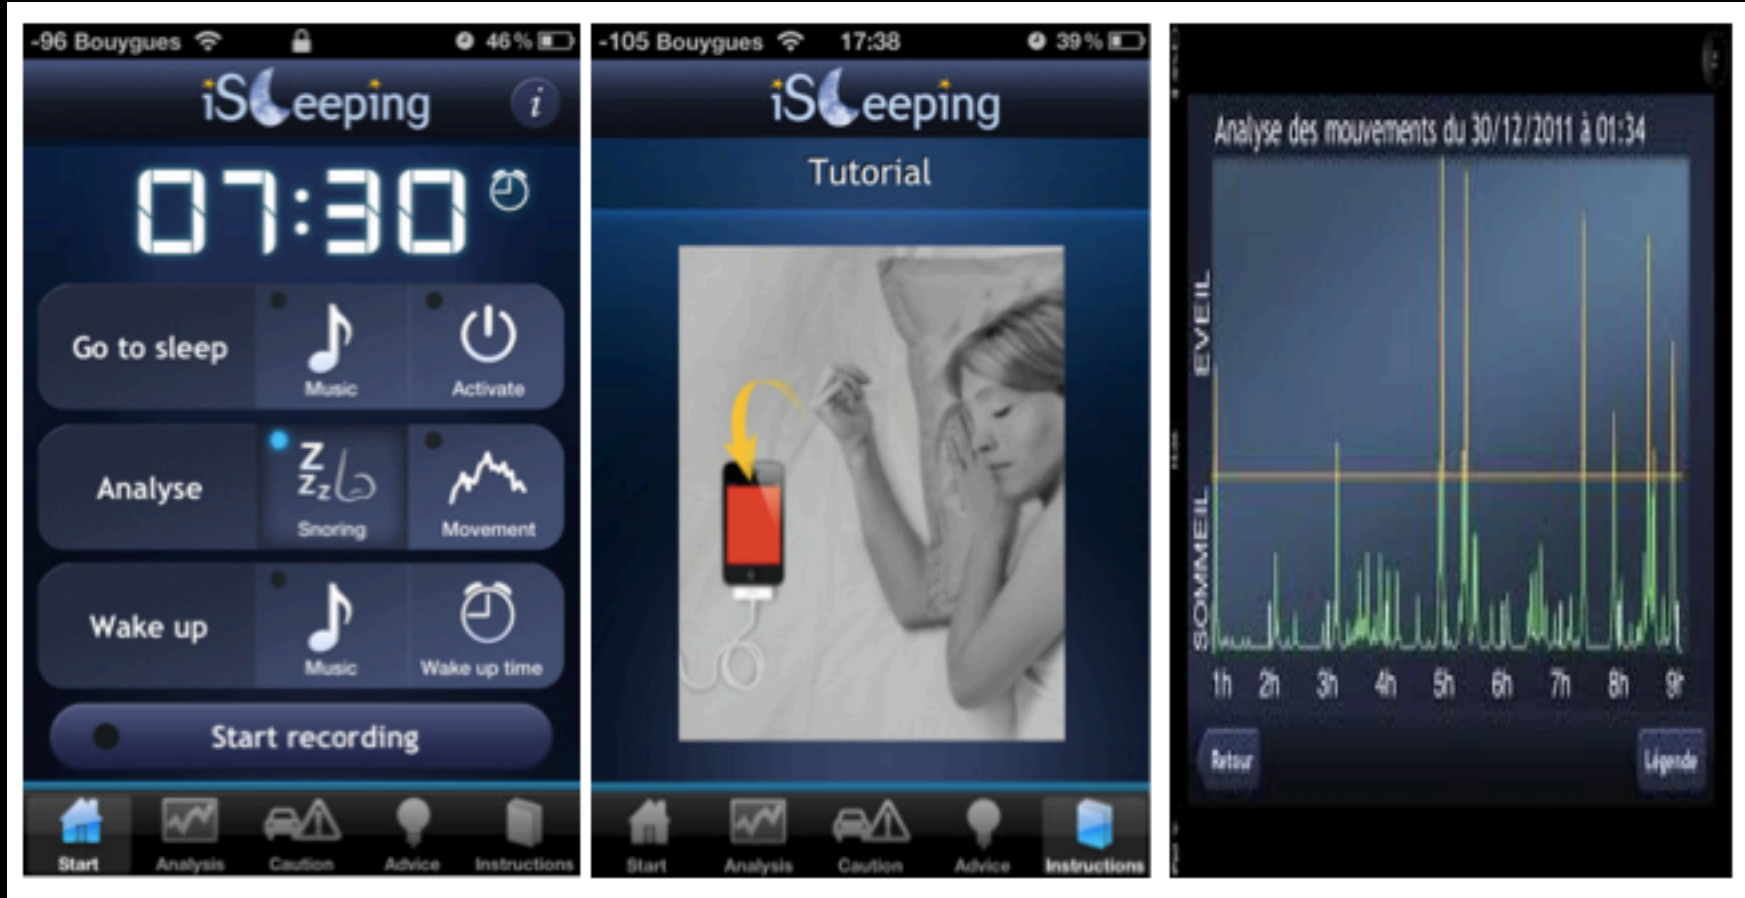 -96 Bouygues 46%
iSleeping
i
07:30
Go to sleep
Music
Activate
Z
ZZ
Analyse
Snoring
Movement
Wake up
Music
Wake up time
Start recording
Start Analysis Caution Advice Instructions
-105 Bouygues 17:38 39%
iSleeping
Tutorial
Start Analysis Caution Advice Instructions
Analyse des mouvements du 30/12/2011 à 01:34
EVEIL
SOMMEIL
1h 2h 3h 4h 5h 6h 7h 8h 9h
Retour
Légende